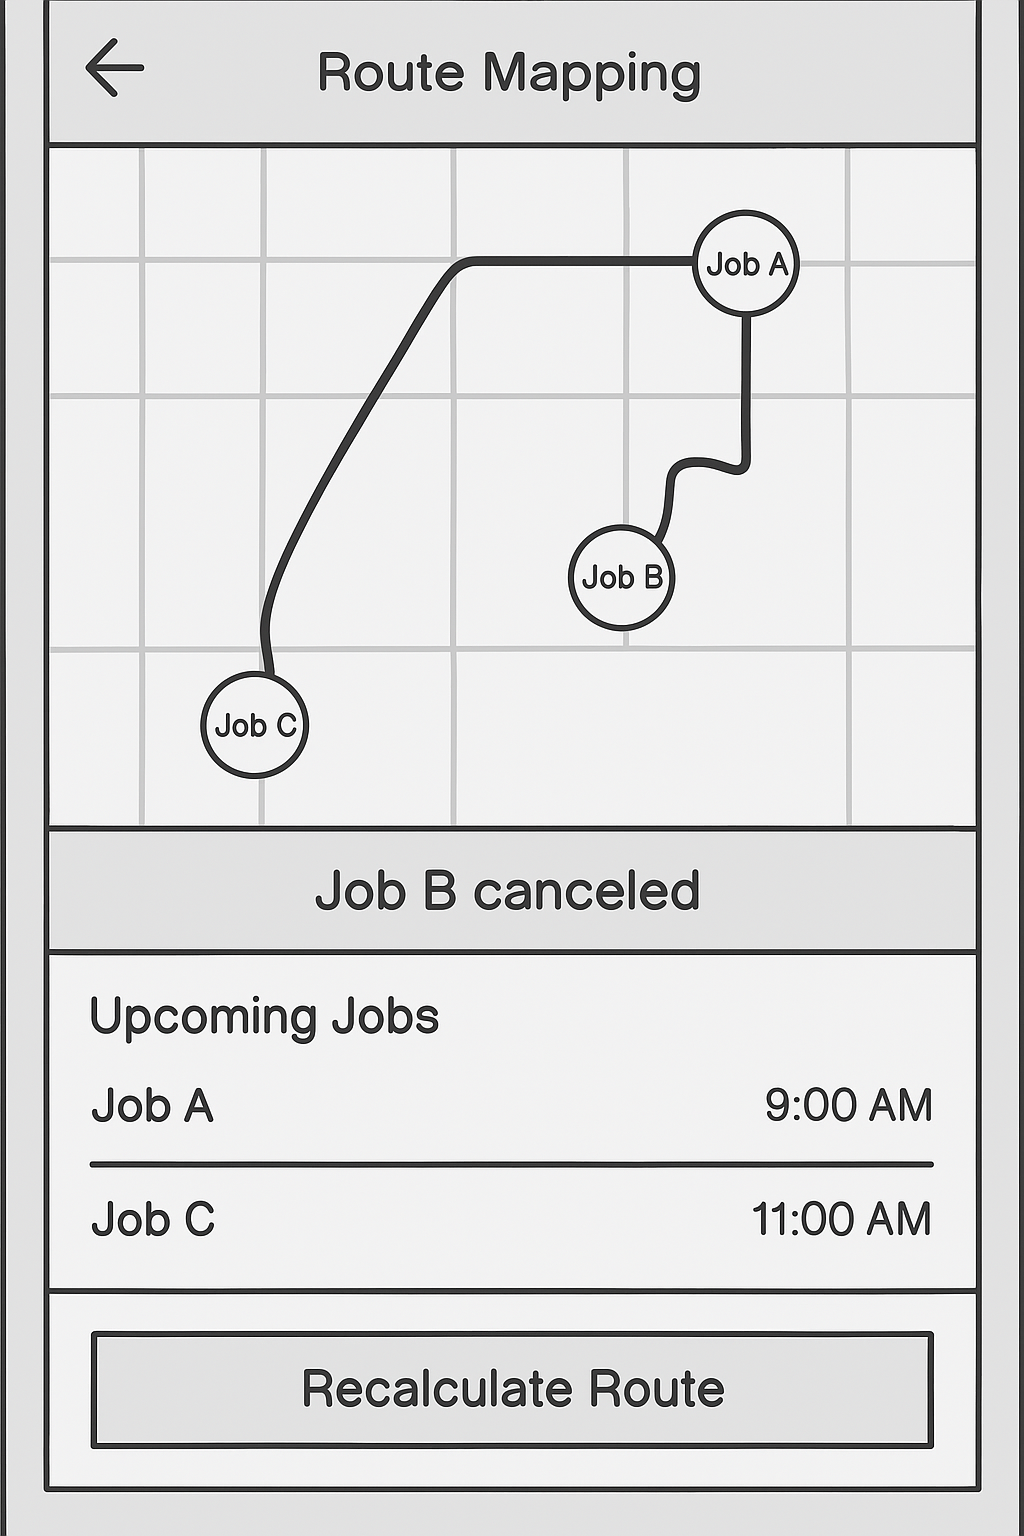 Route Mapping
Job A
Job B
Job C
Job B canceled
Upcoming Jobs
Job A 9:00 AM
Job C 11:00 AM
Recalculate Route